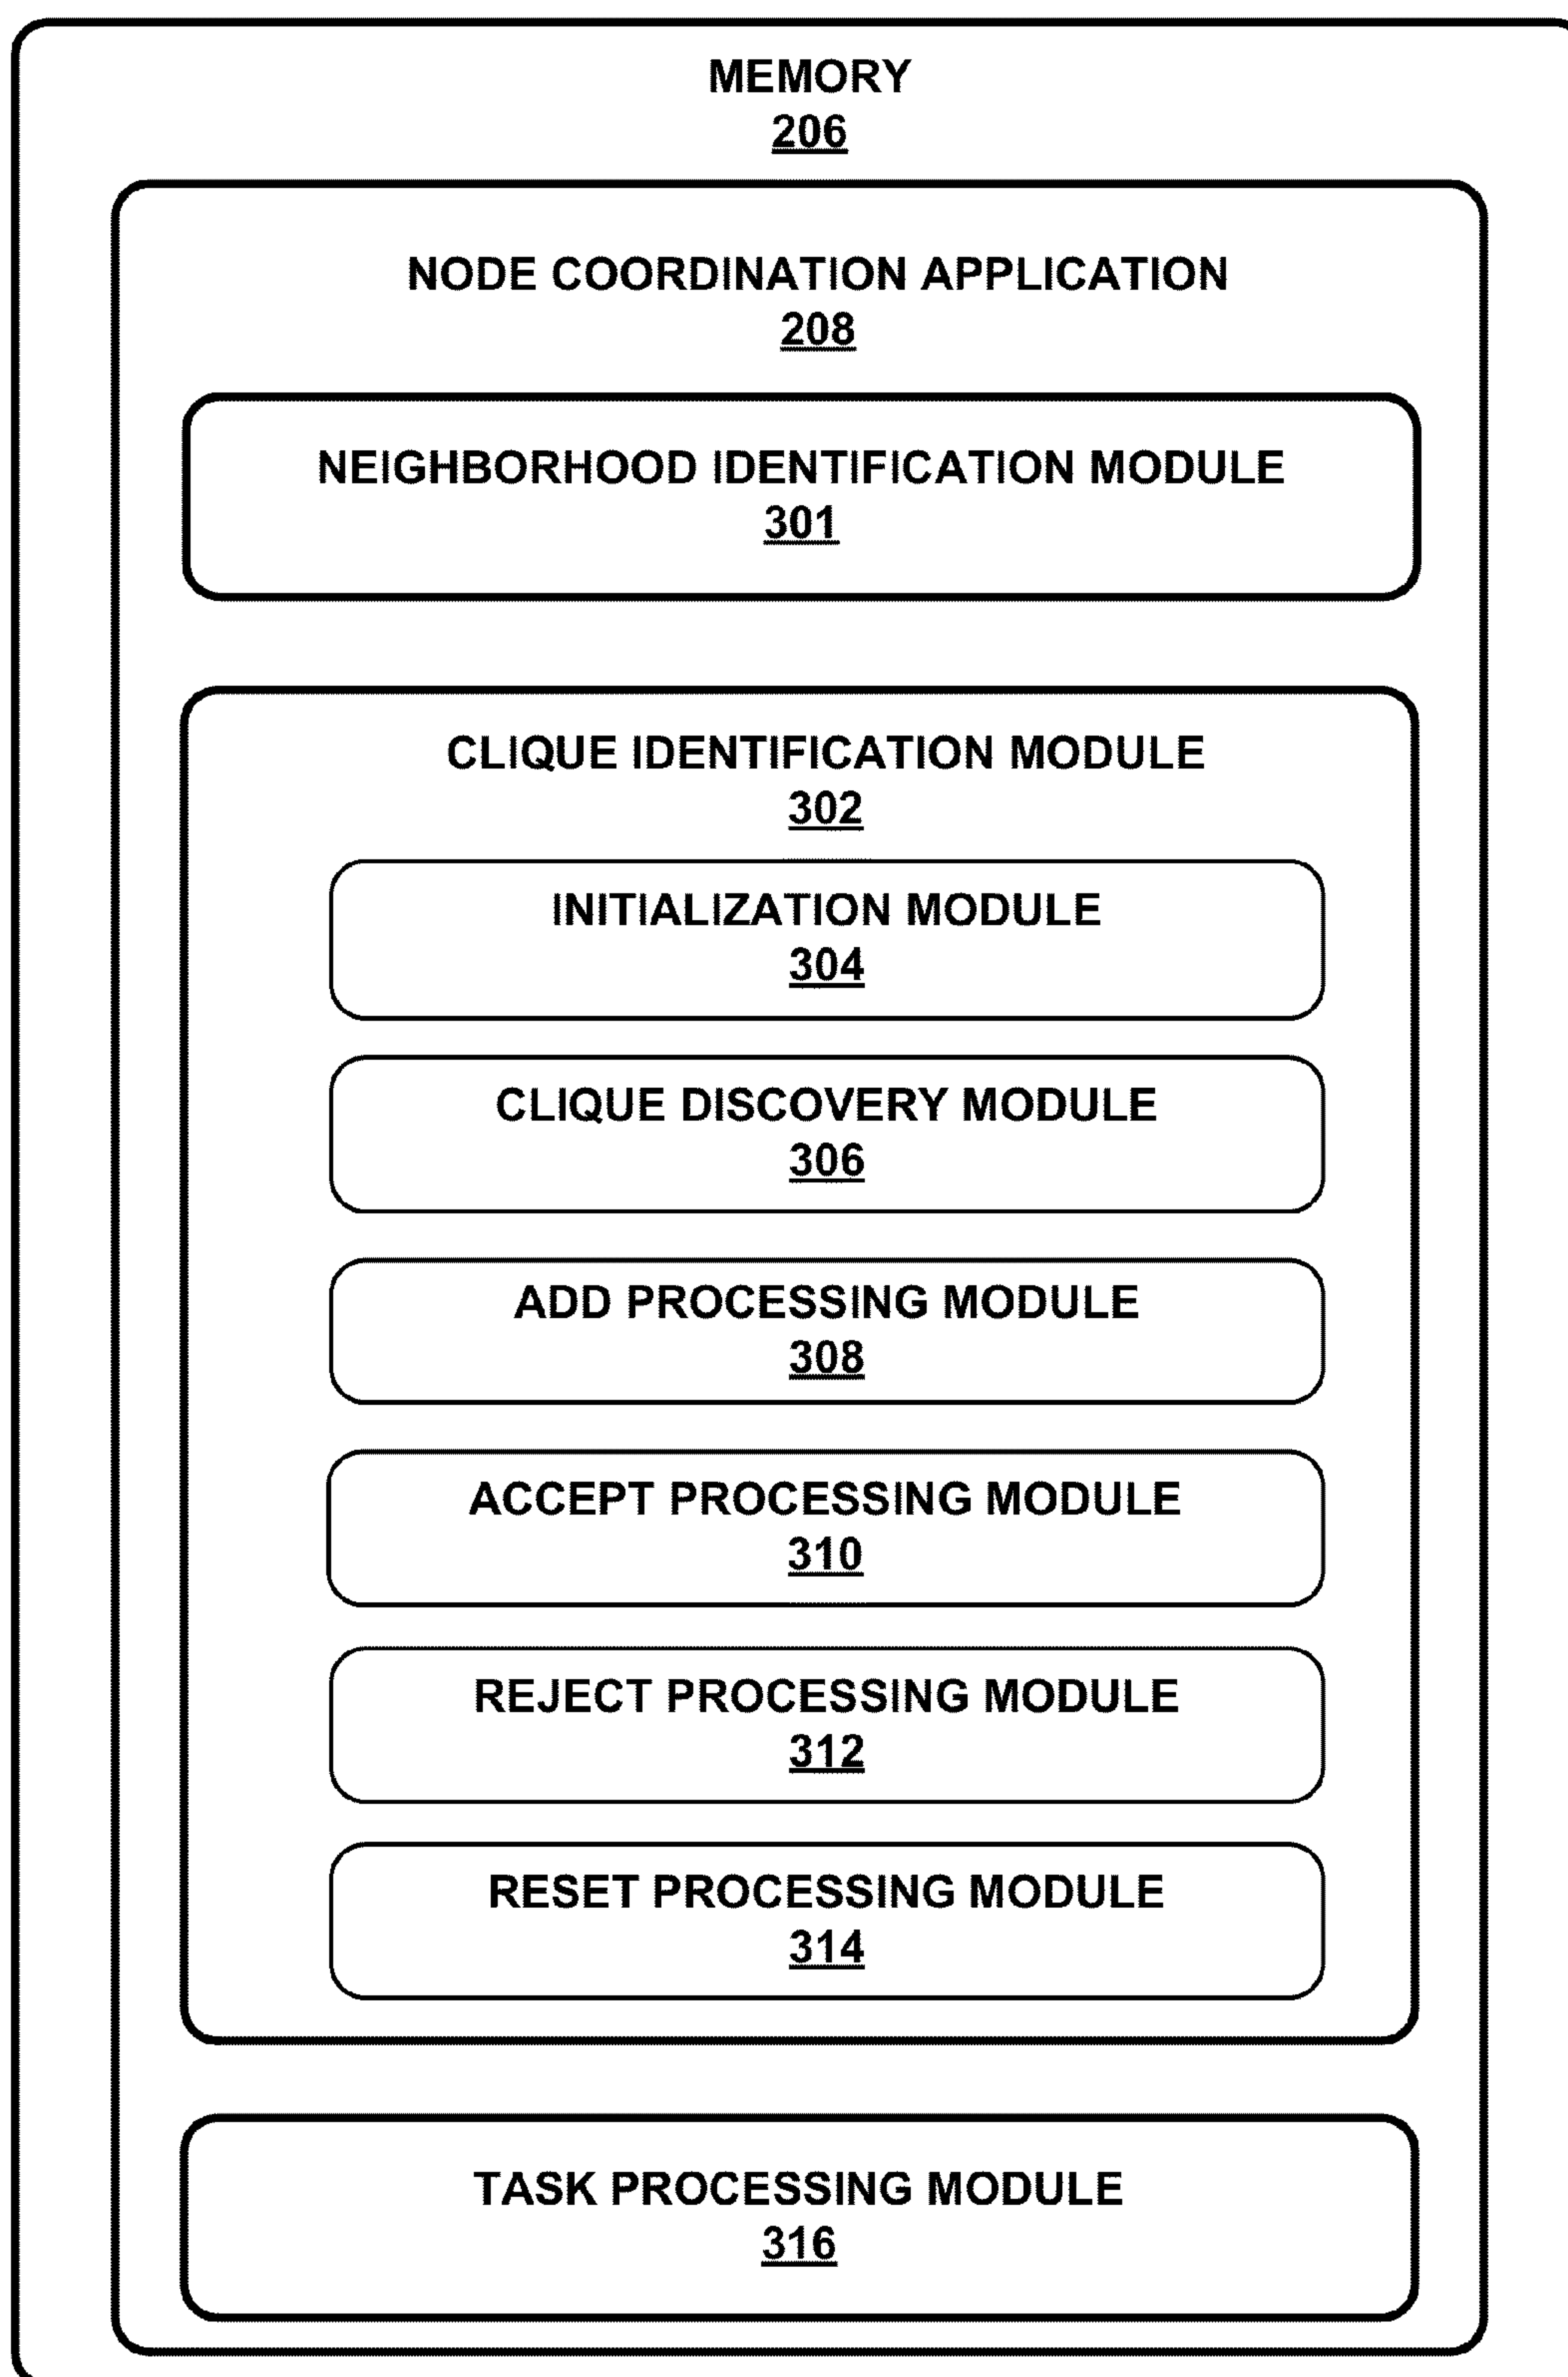 MEMORY
206
NODE COORDINATION APPLICATION
208
NEIGHBORHOOD IDENTIFICATION MODULE
301
CLIQUE IDENTIFICATION MODULE
302
INITIALIZATION MODULE
304
CLIQUE DISCOVERY MODULE
306
ADD PROCESSING MODULE
308
ACCEPT PROCESSING MODULE
310
REJECT PROCESSING MODULE
312
RESET PROCESSING MODULE
314
TASK PROCESSING MODULE
316